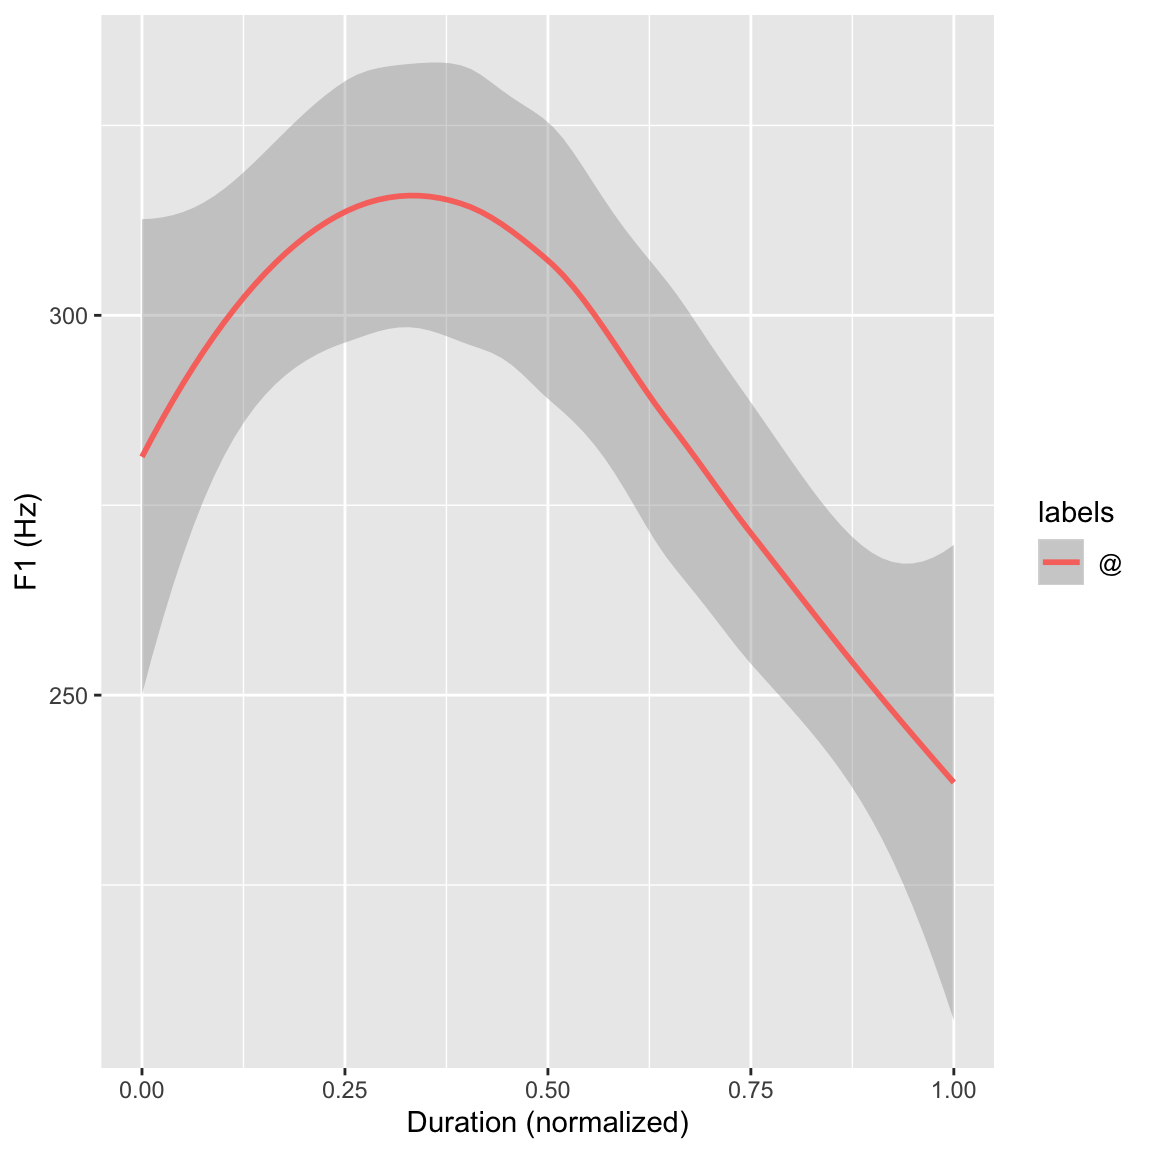 F1 (Hz)
300
250
0.00 0.25 0.50 0.75 1.00
Duration (normalized)
labels
@